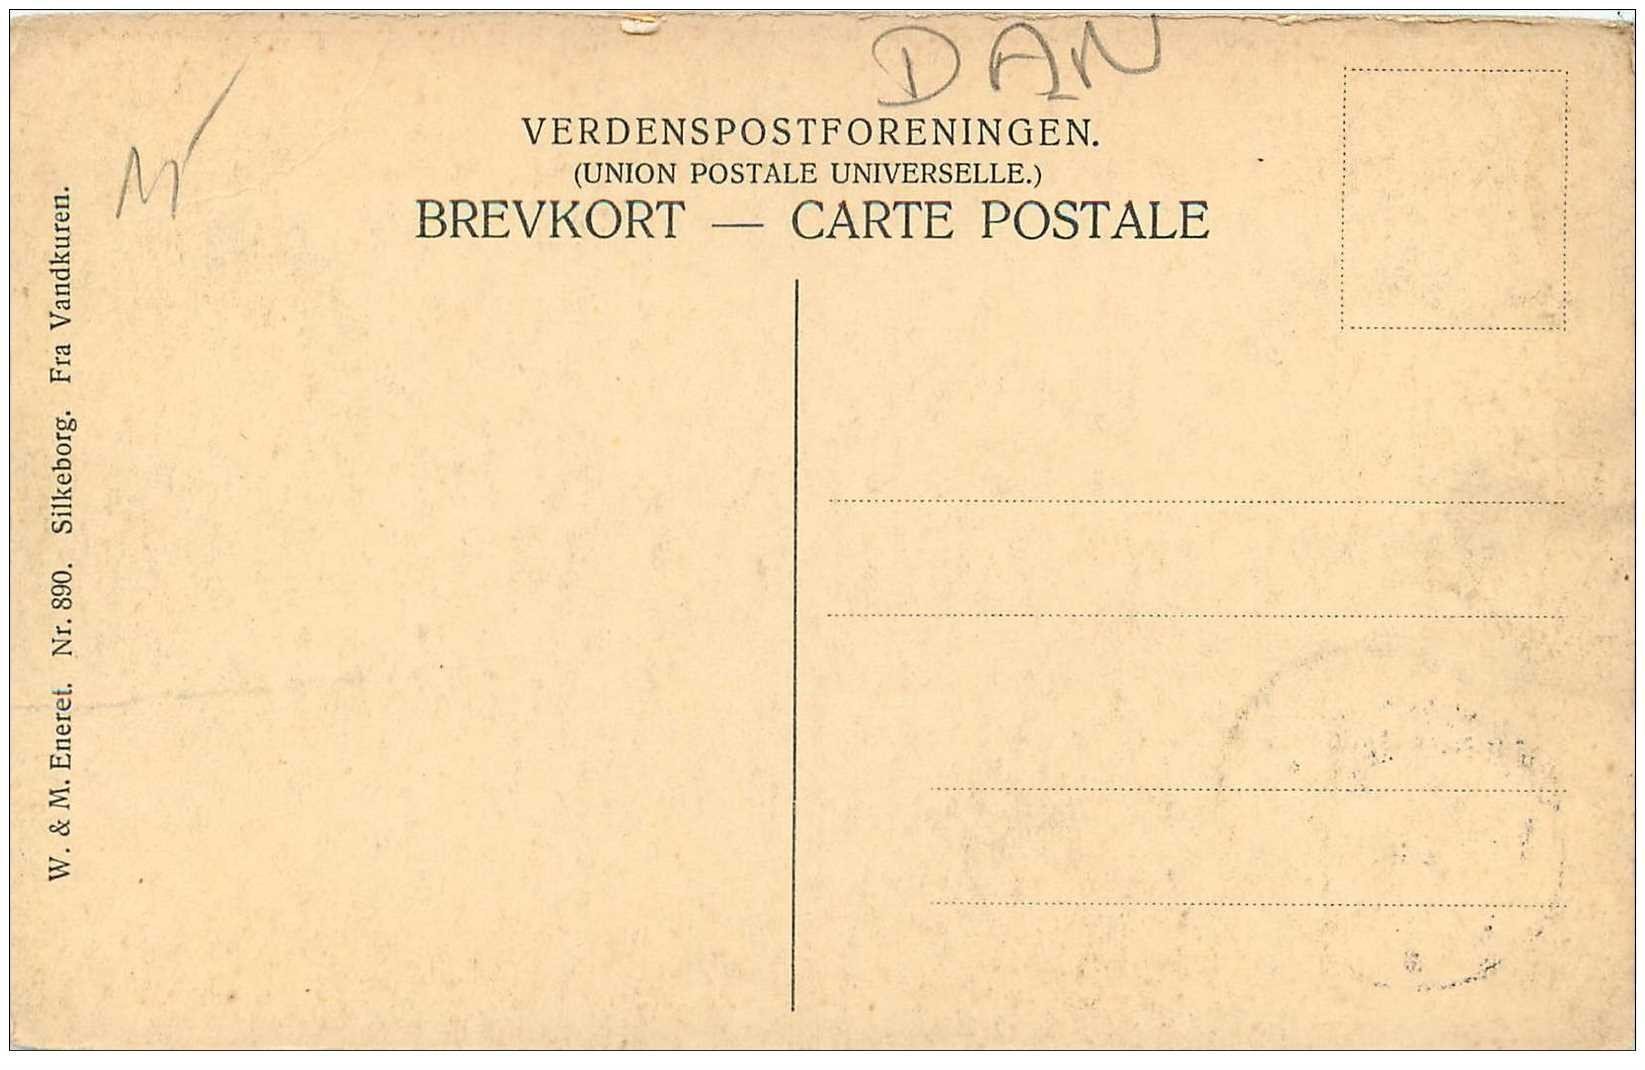 DAN
VERDENSPOSTFORENINGEN.
(UNION POSTALE UNIVERSELLE.)
BREVKORT — CARTE POSTALE
W. & M. Eneret. Nr. 890. Silkeborg. Fra Vandkuren.